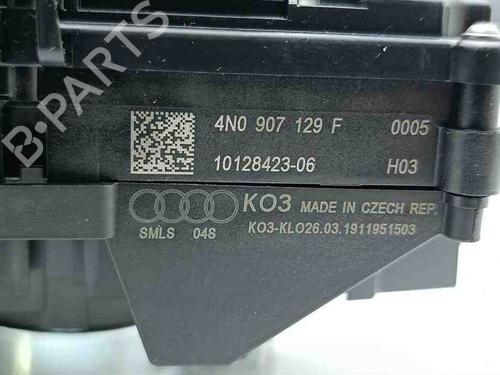 B-PARTS
4N0 907 129 F 0005
10128423-06 H03
KO3 MADE IN CZECH REP.
SMLS 04S KO3-KLO26.03.1911951503